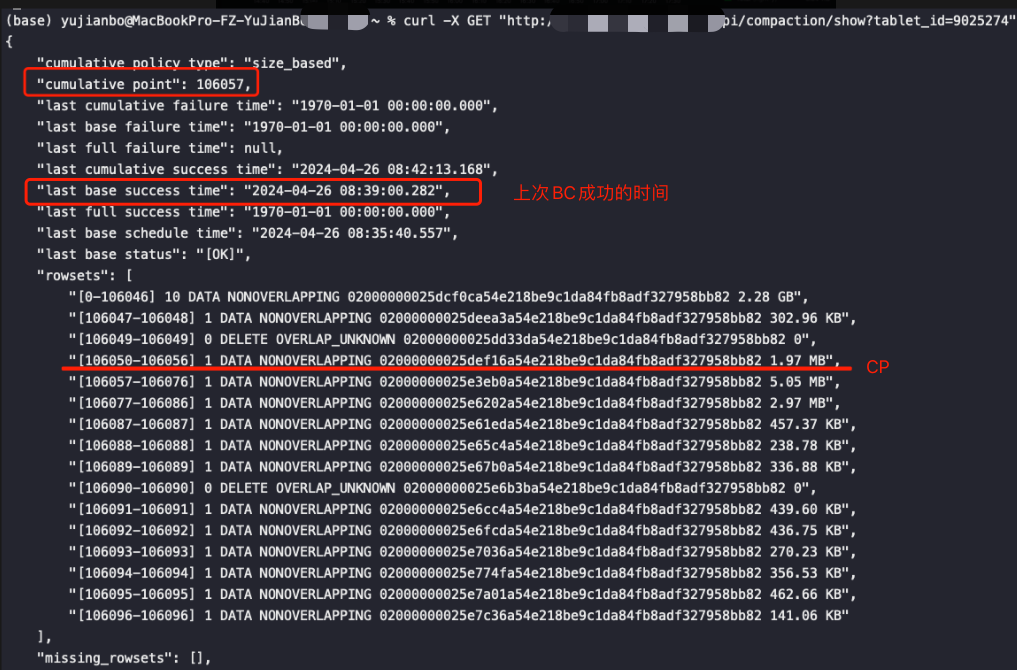 (base) yujianbo@MacBookPro-FZ-YuJianB ~ % curl -X GET "http:/ pi/compaction/show?tablet_id=9025274"
{
"cumulative policy type": "size_based",
"cumulative point": 106057,
"last cumulative failure time": "1970-01-01 00:00:00.000",
"last base failure time": "1970-01-01 00:00:00.000",
"last full failure time": null,
"last cumulative success time": "2024-04-26 08:42:13.168",
"last base success time": "2024-04-26 08:39:00.282",
上次BC成功的时间
"last full success time": "1970-01-01 00:00:00.000",
"last base schedule time": "2024-04-26 08:35:40.557",
"last base status": "[OK]",
"rowsets": [
"[0-106046] 10 DATA NONOVERLAPPING 02000000025dcf0ca54e218be9c1da84fb8adf327958bb82 2.28 GB",
"[106047-106048] 1 DATA NONOVERLAPPING 02000000025deea3a54e218be9c1da84fb8adf327958bb82 302.96 KB",
"[106049-106049] 0 DELETE OVERLAP_UNKNOWN 02000000025dd33da54e218be9c1da84fb8adf327958bb82 0",
"[106050-106056] 1 DATA NONOVERLAPPING 02000000025def16a54e218be9c1da84fb8adf327958bb82 1.97 MB",
CP
"[106057-106076] 1 DATA NONOVERLAPPING 02000000025e3eb0a54e218be9c1da84fb8adf327958bb82 5.05 MB",
"[106077-106086] 1 DATA NONOVERLAPPING 02000000025e6202a54e218be9c1da84fb8adf327958bb82 2.97 MB",
"[106087-106087] 1 DATA NONOVERLAPPING 02000000025e61eda54e218be9c1da84fb8adf327958bb82 457.37 KB",
"[106088-106088] 1 DATA NONOVERLAPPING 02000000025e65c4a54e218be9c1da84fb8adf327958bb82 238.78 KB",
"[106089-106089] 1 DATA NONOVERLAPPING 02000000025e67b0a54e218be9c1da84fb8adf327958bb82 336.88 KB",
"[106090-106090] 0 DELETE OVERLAP_UNKNOWN 02000000025e6b3ba54e218be9c1da84fb8adf327958bb82 0",
"[106091-106091] 1 DATA NONOVERLAPPING 02000000025e6cc4a54e218be9c1da84fb8adf327958bb82 439.60 KB",
"[106092-106092] 1 DATA NONOVERLAPPING 02000000025e6fcda54e218be9c1da84fb8adf327958bb82 436.75 KB",
"[106093-106093] 1 DATA NONOVERLAPPING 02000000025e7036a54e218be9c1da84fb8adf327958bb82 270.23 KB",
"[106094-106094] 1 DATA NONOVERLAPPING 02000000025e774fa54e218be9c1da84fb8adf327958bb82 356.53 KB",
"[106095-106095] 1 DATA NONOVERLAPPING 02000000025e7a01a54e218be9c1da84fb8adf327958bb82 462.66 KB",
"[106096-106096] 1 DATA NONOVERLAPPING 02000000025e7c36a54e218be9c1da84fb8adf327958bb82 141.06 KB"
],
"missing_rowsets": [],